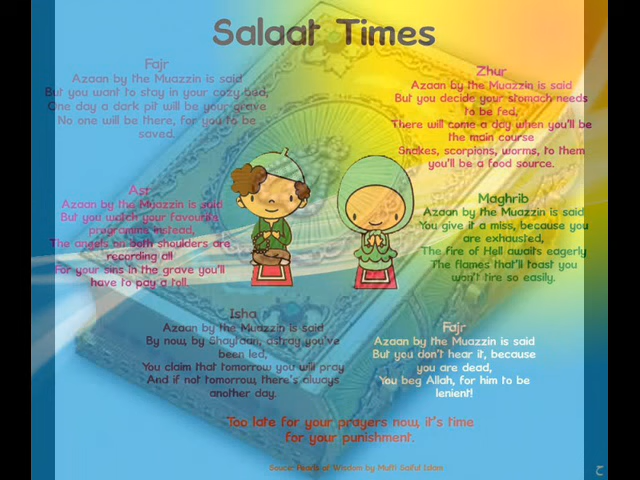 Salaat Times
Fajr
Azaan by the Muazzin is said
But you want to stay in your cozy bed,
One day a dark pit will be your grave
No one will be there, for you to be
saved.
Zhur
Azaan by the Muazzin is said
But you decide your stomach needs
to be fed,
There will come a day when you'll be
the main course
Snakes, scorpions, worms, to them
you'll be a food source.
Asr
Azaan by the Muazzin is said
But you watch your favourite
programme instead,
The angels on both shoulders are
recording all
For your sins in the grave you'll
have to pay a toll.
Maghrib
Azaan by the Muazzin is said
You give it a miss, because you
are exhausted,
The fire of Hell awaits eagerly
The flames that'll toast you
won't tire so easily.
Isha
Azaan by the Muazzin is said
By now, by Shaytaan, astray you've
been led,
You claim that tomorrow you will pray
And if not tomorrow, there's always
another day.
Fajr
Azaan by the Muazzin is said
But you don't hear it, because
you are dead,
You beg Allah, for him to be
lenient!
Too late for your prayers now, it's time
for your punishment.
of Wisdom by Mufti Saiful Islam